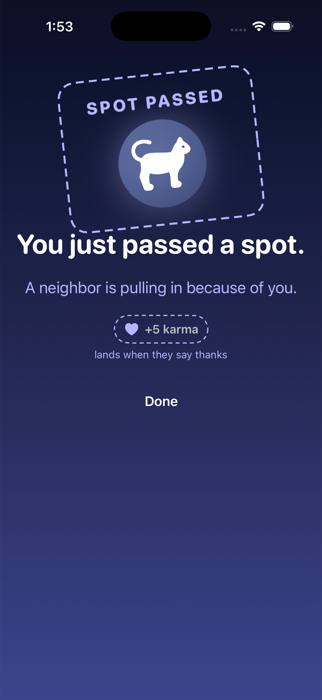 1:53
SPOT PASSED
You just passed a spot.
A neighbor is pulling in because of you.
+5 karma
lands when they say thanks
Done